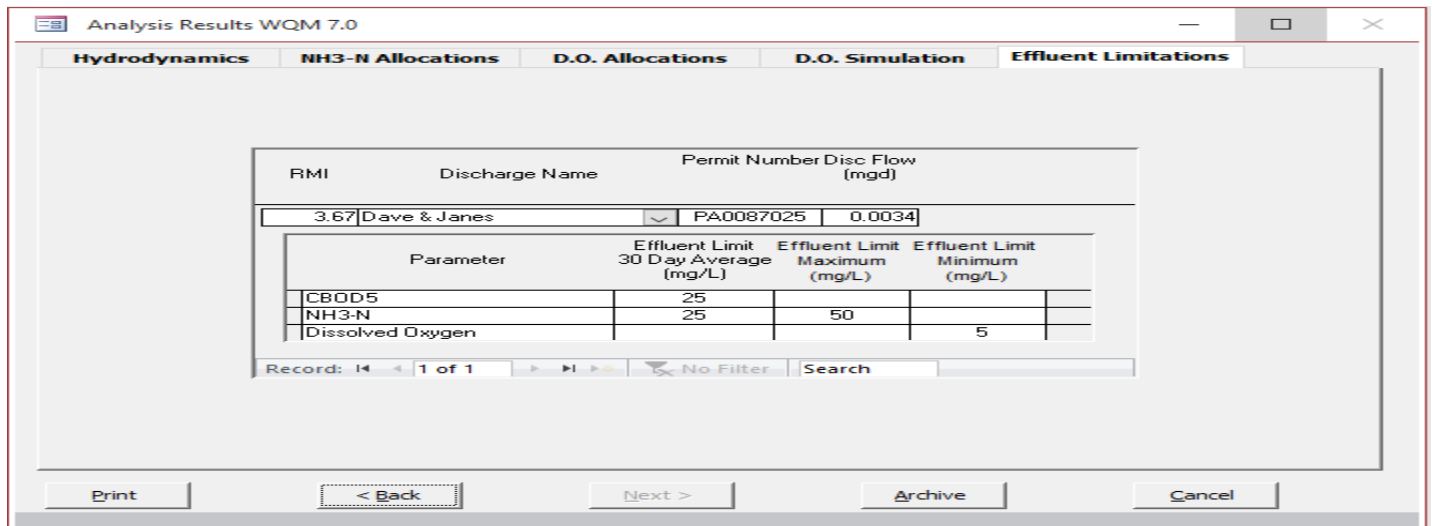 Analysis Results WQM 7.0
Hydrodynamics NH3-N Allocations D.O. Allocations D.O. Simulation Effluent Limitations
RMI Discharge Name Permit Number Disc Flow
(mgd)
3.67 Dave & Janes PA0087025 0.0034
Parameter Effluent Limit Effluent Limit Effluent Limit
30 Day Average Maximum Minimum
(mg/L) (mg/L) (mg/L)
CBOD5 25
NH3-N 25 50
Dissolved Oxygen 5
Record: 1 of 1 No Filter Search
Print < Back Next > Archive Cancel